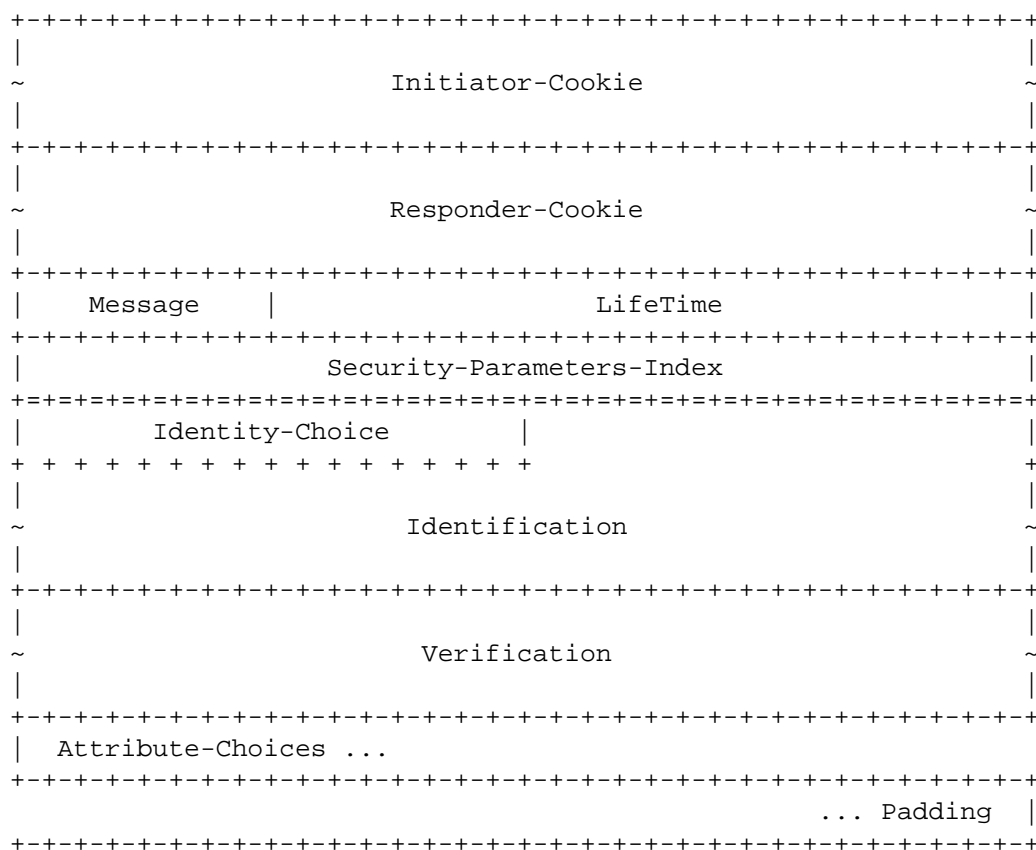 +-+-+-+-+-+-+-+-+-+-+-+-+-+-+-+-+-+-+-+-+-+-+-+-+-+-+-+-+-+-+-+-+
|                                                               |
~                       Initiator-Cookie                        ~
|                                                               |
+-+-+-+-+-+-+-+-+-+-+-+-+-+-+-+-+-+-+-+-+-+-+-+-+-+-+-+-+-+-+-+-+
|                                                               |
~                       Responder-Cookie                        ~
|                                                               |
+-+-+-+-+-+-+-+-+-+-+-+-+-+-+-+-+-+-+-+-+-+-+-+-+-+-+-+-+-+-+-+-+
|    Message    |                    LifeTime                   |
+-+-+-+-+-+-+-+-+-+-+-+-+-+-+-+-+-+-+-+-+-+-+-+-+-+-+-+-+-+-+-+-+
|                   Security-Parameters-Index                   |
+=+=+=+=+=+=+=+=+=+=+=+=+=+=+=+=+=+=+=+=+=+=+=+=+=+=+=+=+=+=+=+=+
|        Identity-Choice        |                               |
+ + + + + + + + + + + + + + + + +                               +
|                                                               |
~                        Identification                         ~
|                                                               |
+-+-+-+-+-+-+-+-+-+-+-+-+-+-+-+-+-+-+-+-+-+-+-+-+-+-+-+-+-+-+-+-+
|                                                               |
~                         Verification                          ~
|                                                               |
+-+-+-+-+-+-+-+-+-+-+-+-+-+-+-+-+-+-+-+-+-+-+-+-+-+-+-+-+-+-+-+-+
|  Attribute-Choices ...
+-+-+-+-+-+-+-+-+-+-+-+-+-+-+-+-+-+-+-+-+-+-+-+-+-+-+-+-+-+-+-+-+
                                                   ... Padding  |
+-+-+-+-+-+-+-+-+-+-+-+-+-+-+-+-+-+-+-+-+-+-+-+-+-+-+-+-+-+-+-+-+